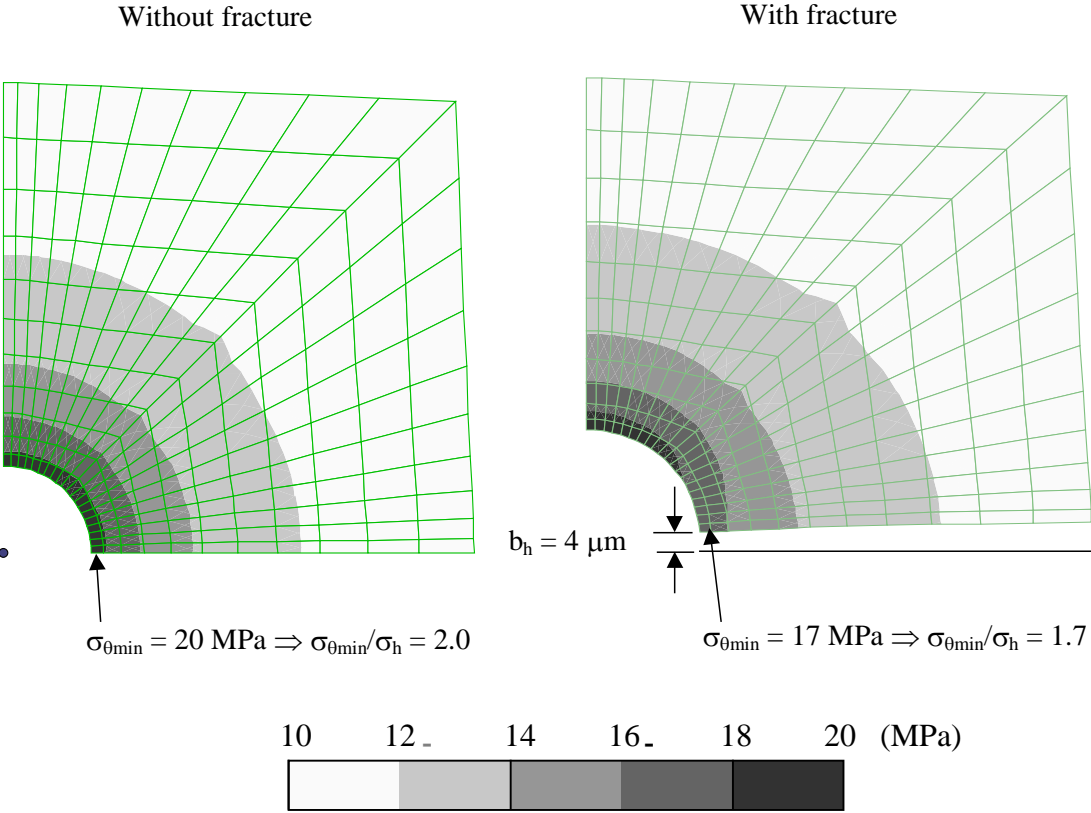 Without fracture
With fracture
b_h = 4 μm
σ_θmin = 20 MPa ⇒ σ_θmin/σ_h = 2.0
σ_θmin = 17 MPa ⇒ σ_θmin/σ_h = 1.7
10 12 - 14 16 - 18 20 (MPa)